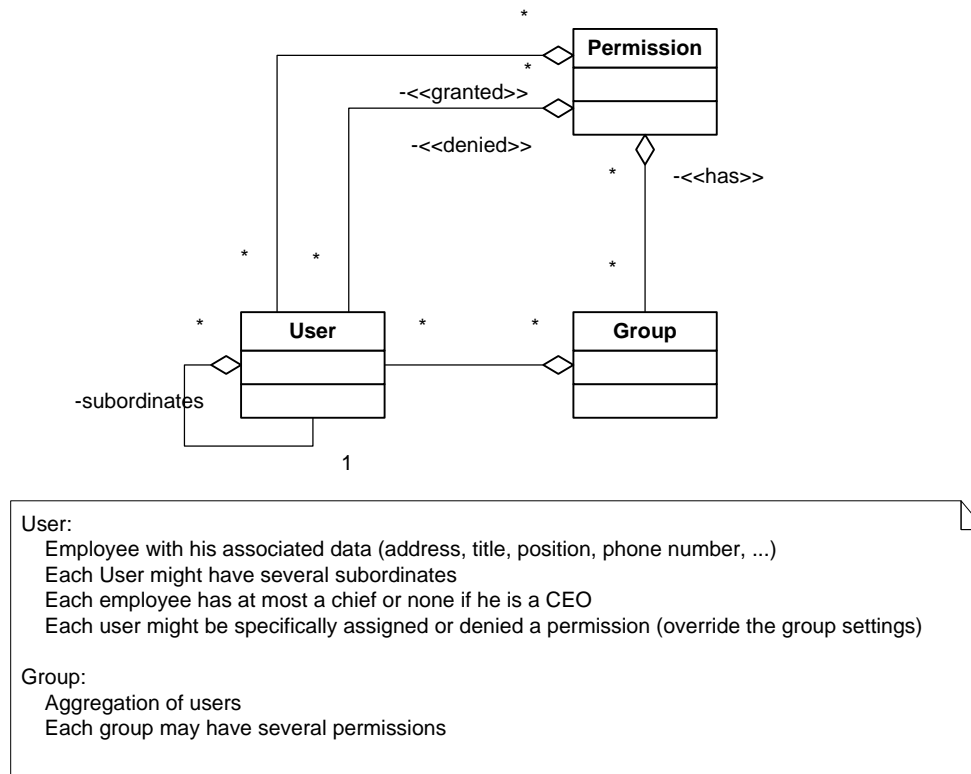 *
Permission
*
-<<granted>>
-<<denied>>
*
-<<has>>
*
*
*
*
User
*
*
Group
-subordinates
1
User:
Employee with his associated data (address, title, position, phone number, ...)
Each User might have several subordinates
Each employee has at most a chief or none if he is a CEO
Each user might be specifically assigned or denied a permission (override the group settings)
Group:
Aggregation of users
Each group may have several permissions